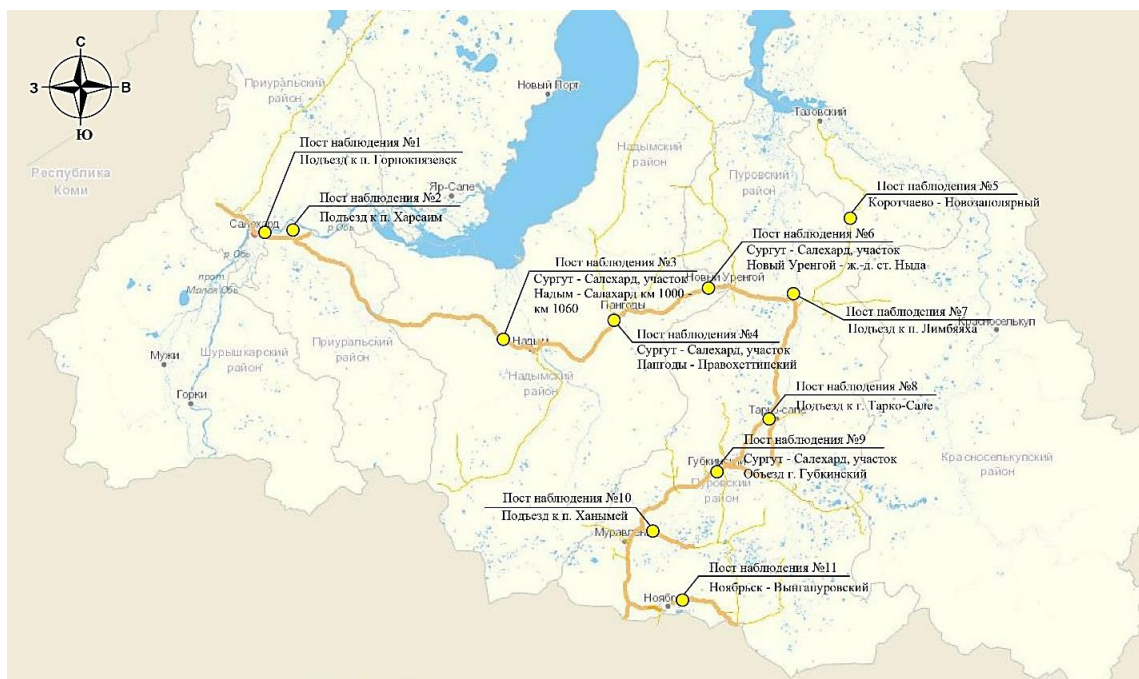 С
З
В
Ю
Приуральский
район
Новый Порт
Тазовский
Пост наблюдения №1
Подъезд к п. Горнокнязевск
Надымский
район
Республика
Коми
Пуровский
район
Пост наблюдения №2
Подъезд к п. Харсаим
Яр-Сале
Пост наблюдения №5
Коротчаево - Новозаполярный
Салехард
р. Обь
р. Обь
прот.
Малая Обь
Пост наблюдения №6
Сургут - Салехард, участок
Новый Уренгой - ж.-д. ст. Ныда
Новый Уренгой
Пост наблюдения №3
Сургут - Салехард, участок
Надым - Салахард км 1000 -
км 1060
Пангоды
Пост наблюдения №7
Подъезд к п. Лимбяяха
Красноселькуп
Пост наблюдения №4
Сургут - Салехард, участок
Пангоды - Правохеттинский
Надым
Приуральский
район
Мужи
Шурышкарский
район
Горки
Надымский
район
Пост наблюдения №8
Подъезд к г. Тарко-Сале
Тарко-сале
Пост наблюдения №9
Сургут - Салехард, участок
Объезд г. Губкинский
Пуровский
район
Красноселькупский
район
Пост наблюдения №10
Подъезд к п. Ханымей
Пост наблюдения №11
Ноябрьск - Вынгапуровский